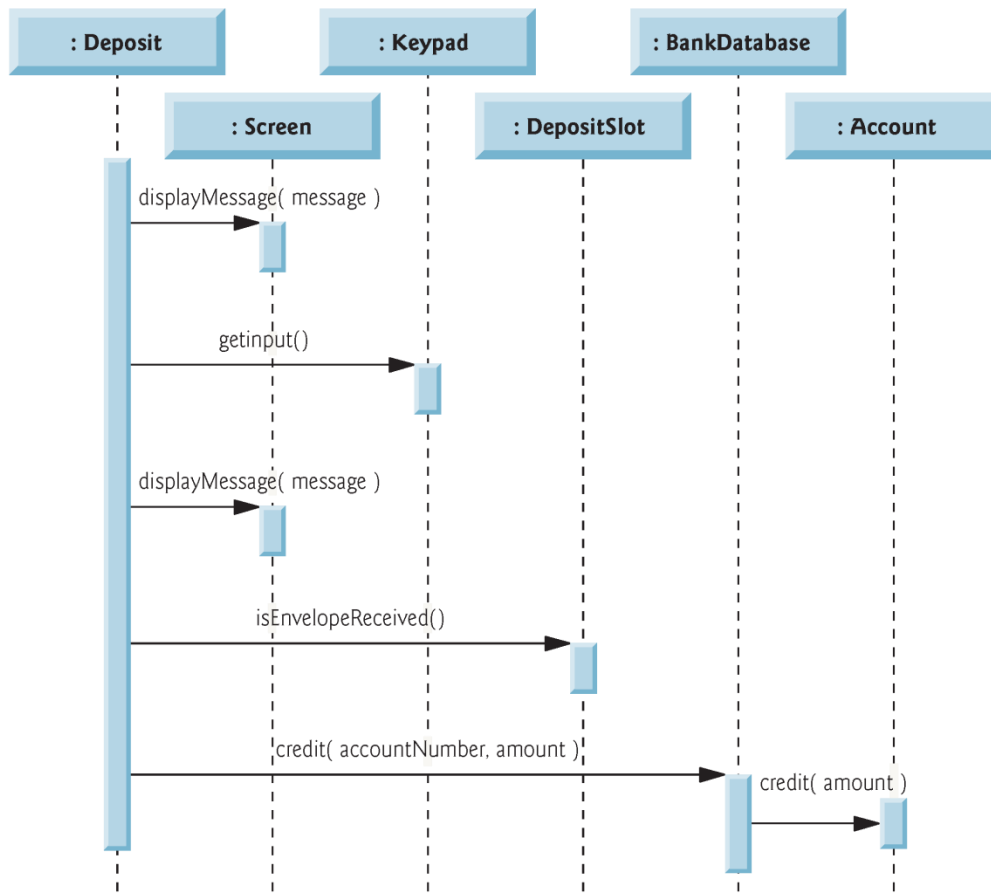 : Deposit
: Keypad
: BankDatabase
: Screen
: DepositSlot
: Account
displayMessage( message )
getinput()
displayMessage( message )
isEnvelopeReceived()
credit( accountNumber, amount )
credit( amount )